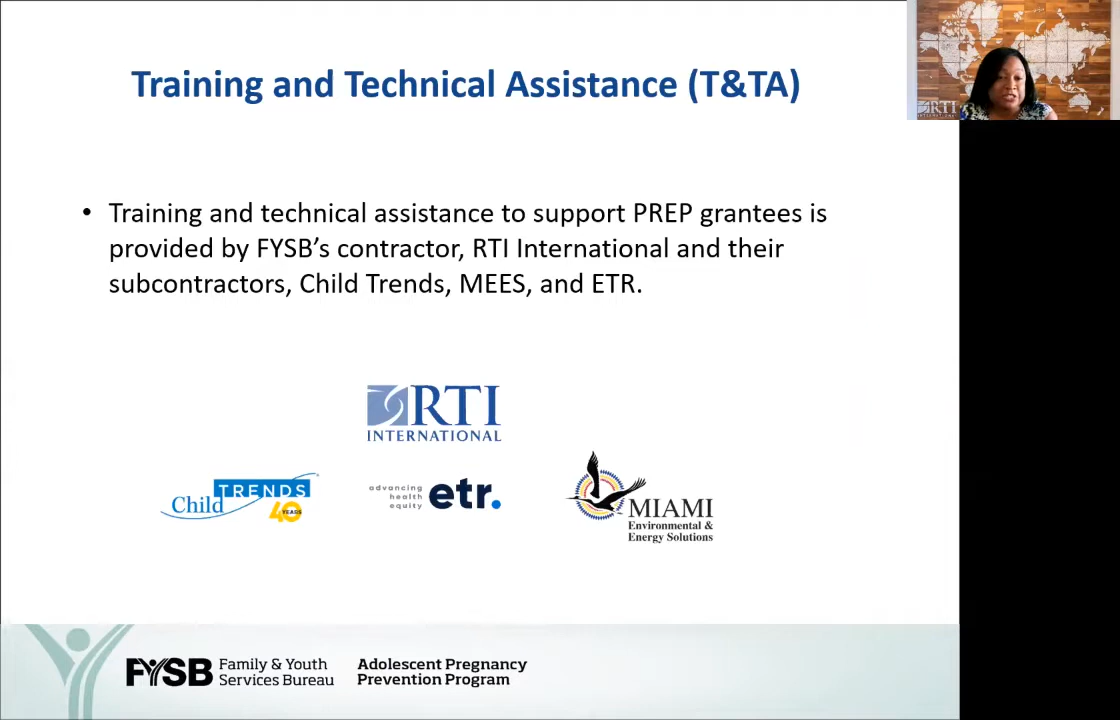 Training and Technical Assistance (T&TA)
• Training and technical assistance to support PREP grantees is
provided by FYSB’s contractor, RTI International and their
subcontractors, Child Trends, MEES, and ETR.
RTI
INTERNATIONAL
Child TRENDS
40 YEARS
advancing
health
equity
etr.
MIAMI
Environmental &
Energy Solutions
FYSB
Family & Youth
Services Bureau
Adolescent Pregnancy
Prevention Program
RTI
INTERNATIONAL